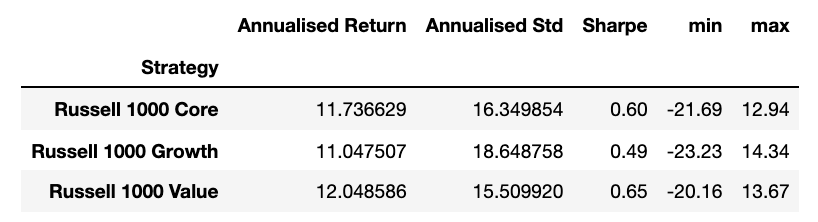 Annualised Return Annualised Std Sharpe min max
Strategy
Russell 1000 Core 11.736629 16.349854 0.60 -21.69 12.94
Russell 1000 Growth 11.047507 18.648758 0.49 -23.23 14.34
Russell 1000 Value 12.048586 15.509920 0.65 -20.16 13.67